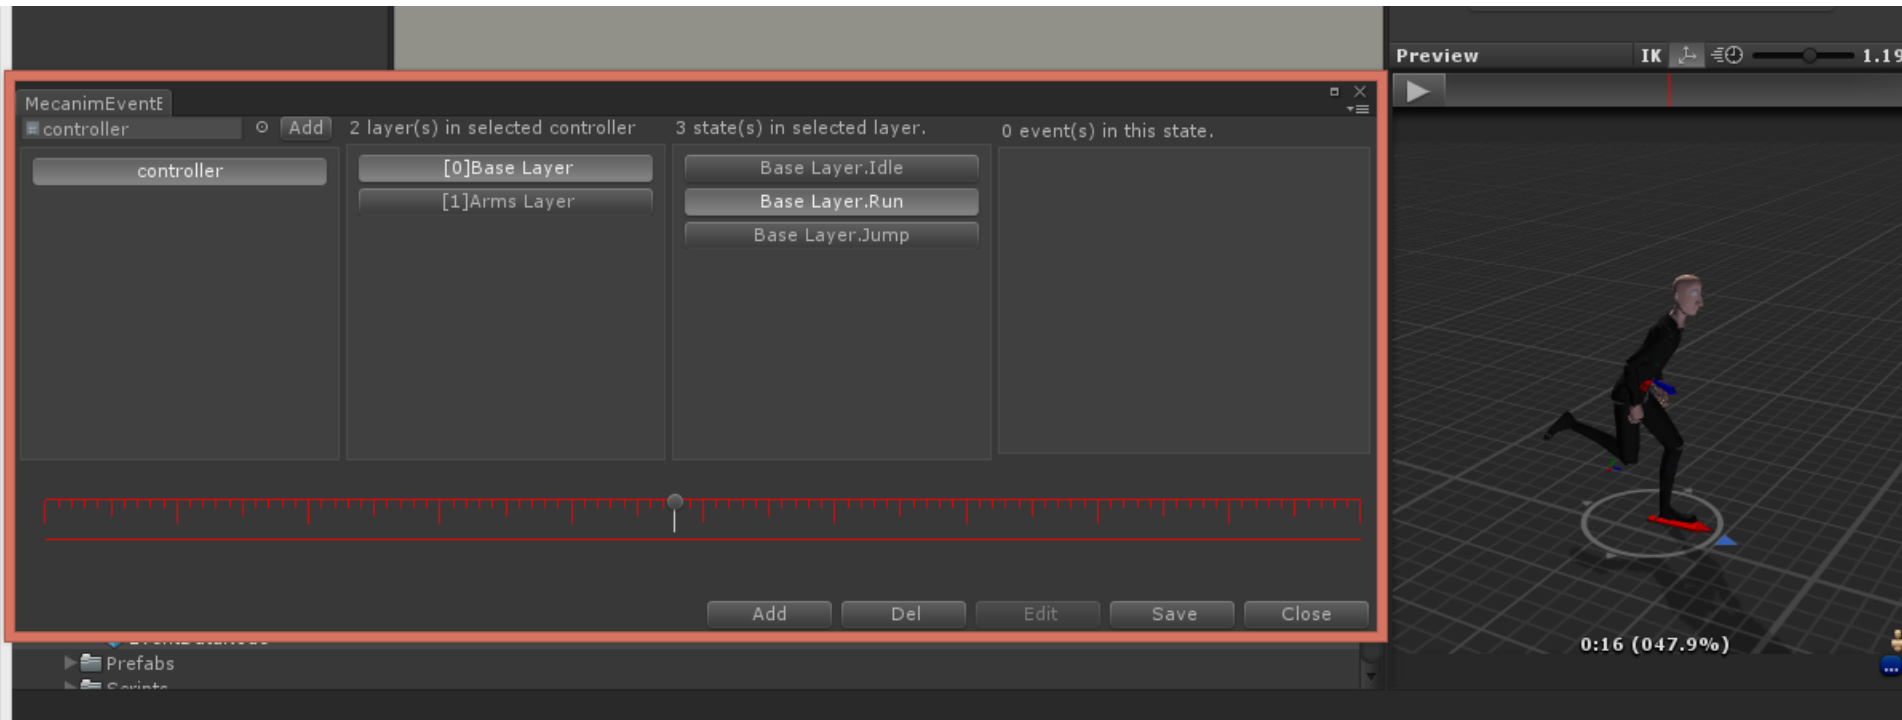 Preview IK 1.19
MecanimEventE
controller Add 2 layer(s) in selected controller 3 state(s) in selected layer. 0 event(s) in this state.
controller [0]Base Layer Base Layer.Idle
[1]Arms Layer Base Layer.Run
Base Layer.Jump
Add Del Edit Save Close
0:16 (047.9%)
Prefabs
Scripts